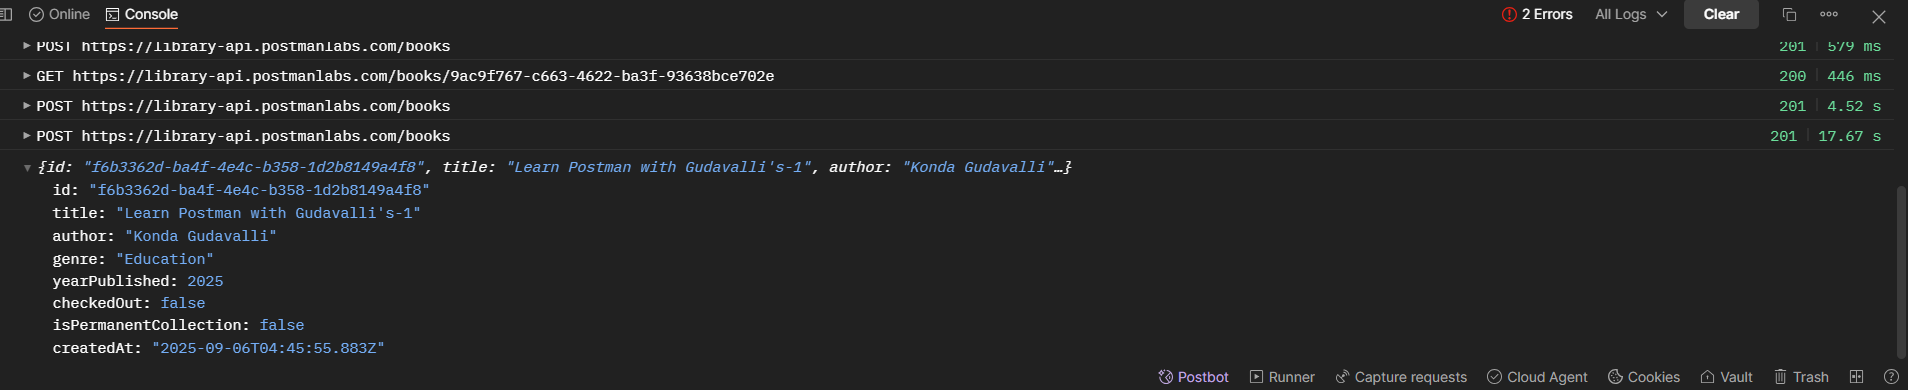 Online Console 2 Errors All Logs Clear
POST https://library-api.postmanlabs.com/books 201 579 ms
GET https://library-api.postmanlabs.com/books/9ac9f767-c663-4622-ba3f-93638bce702e 200 446 ms
POST https://library-api.postmanlabs.com/books 201 4.52 s
POST https://library-api.postmanlabs.com/books 201 17.67 s
{id: "f6b3362d-ba4f-4e4c-b358-1d2b8149a4f8", title: "Learn Postman with Gudavalli's-1", author: "Konda Gudavalli"…}
id: "f6b3362d-ba4f-4e4c-b358-1d2b8149a4f8"
title: "Learn Postman with Gudavalli's-1"
author: "Konda Gudavalli"
genre: "Education"
yearPublished: 2025
checkedOut: false
isPermanentCollection: false
createdAt: "2025-09-06T04:45:55.883Z"
Postbot Runner Capture requests Cloud Agent Cookies Vault Trash